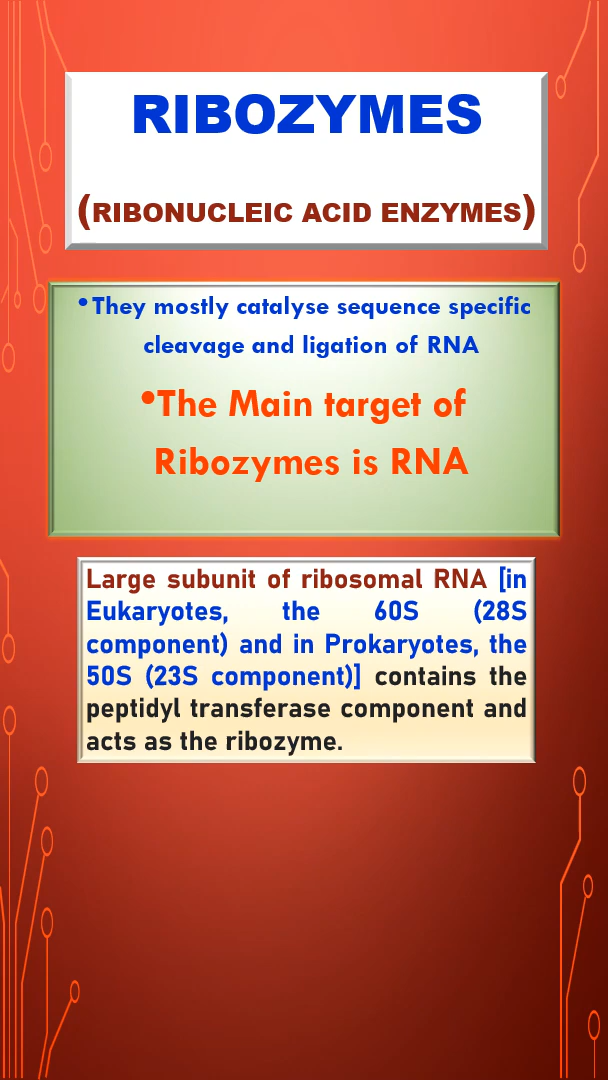 RIBOZYMES
(RIBONUCLEIC ACID ENZYMES)
•They mostly catalyse sequence specific
cleavage and ligation of RNA
•The Main target of
Ribozymes is RNA
Large subunit of ribosomal RNA [in
Eukaryotes, the 60S (28S
component) and in Prokaryotes, the
50S (23S component)] contains the
peptidyl transferase component and
acts as the ribozyme.